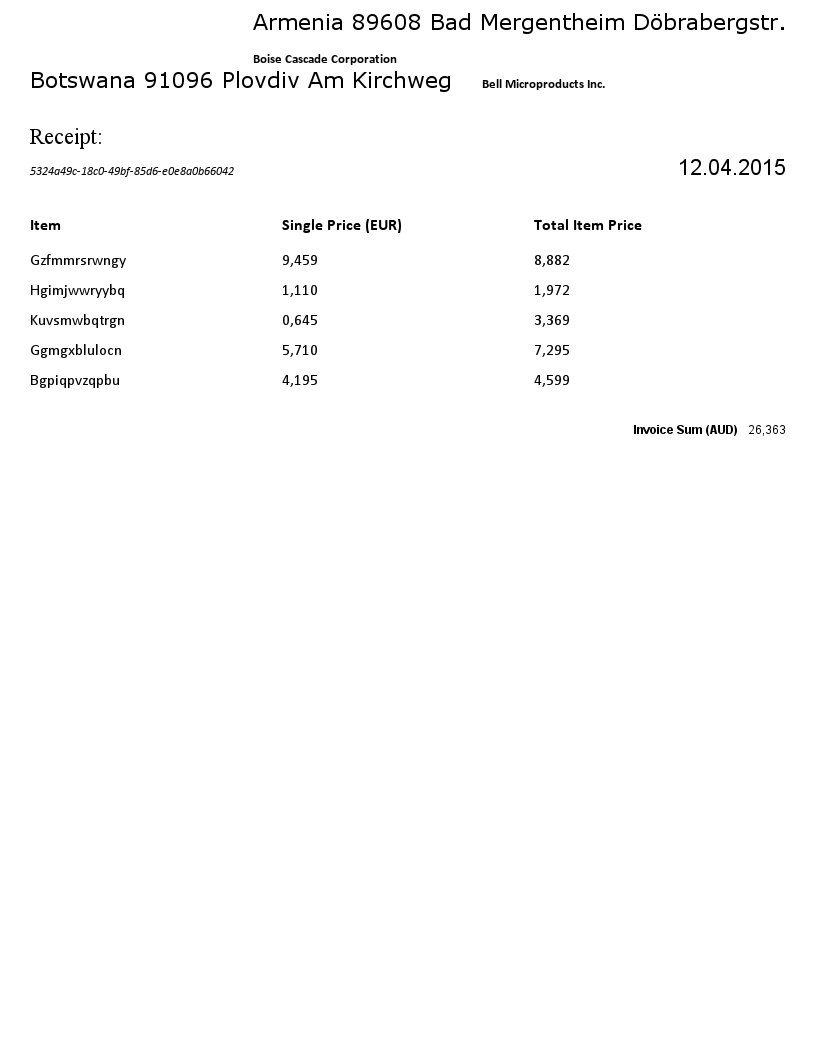 Armenia 89608 Bad Mergentheim Döbrabergstr.
Boise Cascade Corporation
Botswana 91096 Plovdiv Am Kirchweg Bell Microproducts Inc.
Receipt:
5324a49c-18c0-49bf-85d6-e0e8a0b66042 12.04.2015
Item Single Price (EUR) Total Item Price
Gzfmmrsrwngy 9,459 8,882
Hgimjwwryybq 1,110 1,972
Kuvsmwbqtrgn 0,645 3,369
Ggmgxblulocn 5,710 7,295
Bgpiqpvzqpbu 4,195 4,599
Invoice Sum (AUD) 26,363